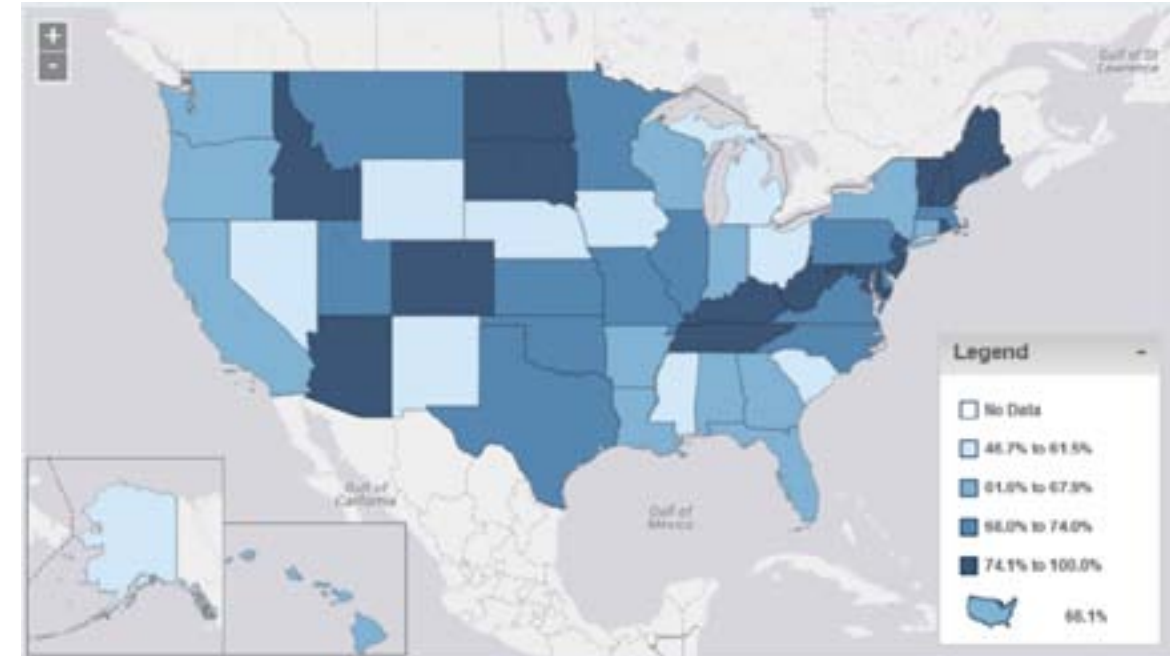 +
-
Gulf of St
Lawrence
Gulf of
California
Gulf of
Mexico
Legend -
No Data
46.7% to 61.5%
61.6% to 67.9%
68.0% to 74.0%
74.1% to 100.0%
66.1%